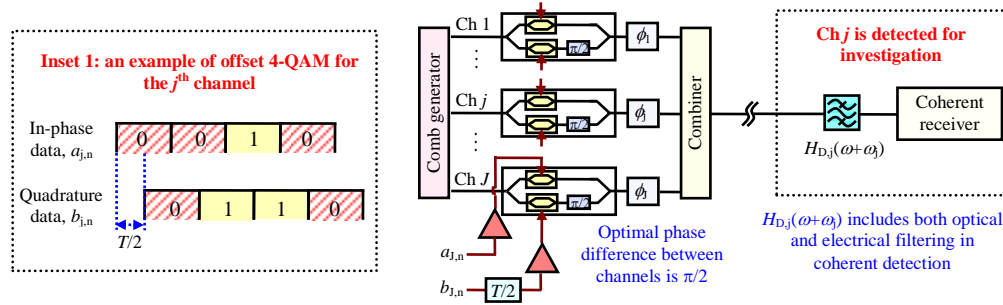 Inset 1: an example of offset 4-QAM for
the jth channel
In-phase
data, aj,n
0 0 1 0
Quadrature
data, bj,n
0 1 1 0
T/2
Comb generator
Ch 1
π/2
ϕ1
⋮
⋮
Ch j
π/2
ϕj
⋮
⋮
Ch J
π/2
ϕJ
aJ,n
bJ,n
T/2
Optimal phase
difference between
channels is π/2
Combiner
Ch j is detected for
investigation
HD,j(ω+ωj)
Coherent
receiver
HD,j(ω+ωj) includes both optical
and electrical filtering in
coherent detection